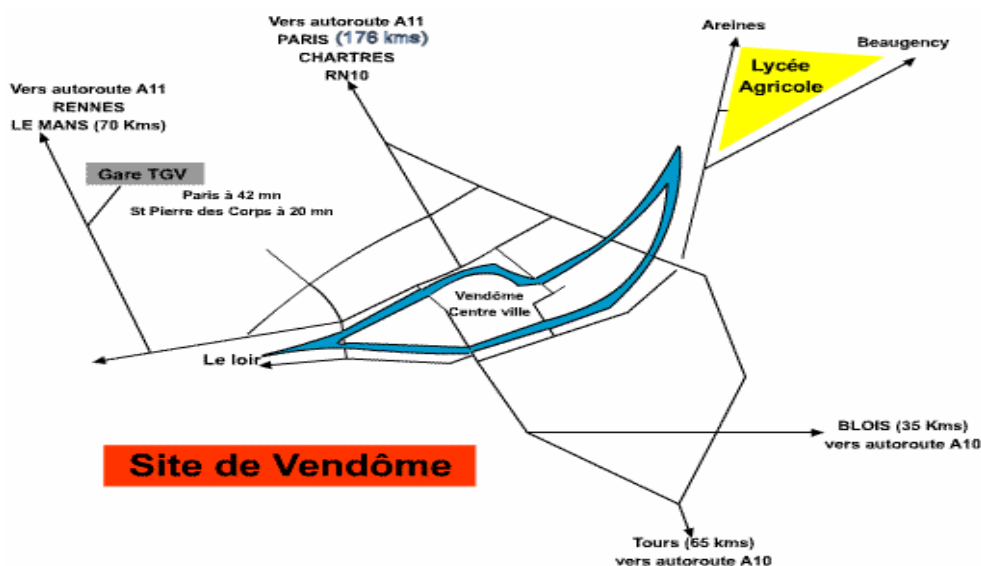 Vers autoroute A11
PARIS (176 kms)
CHARTRES
RN10
Areines
Beaugency
Lycée
Agricole
Vers autoroute A11
RENNES
LE MANS (70 Kms)
Gare TGV
Paris à 42 mn
St Pierre des Corps à 20 mn
Vendôme
Centre ville
Le loir
BLOIS (35 Kms)
vers autoroute A10
Site de Vendôme
Tours (65 kms)
vers autoroute A10